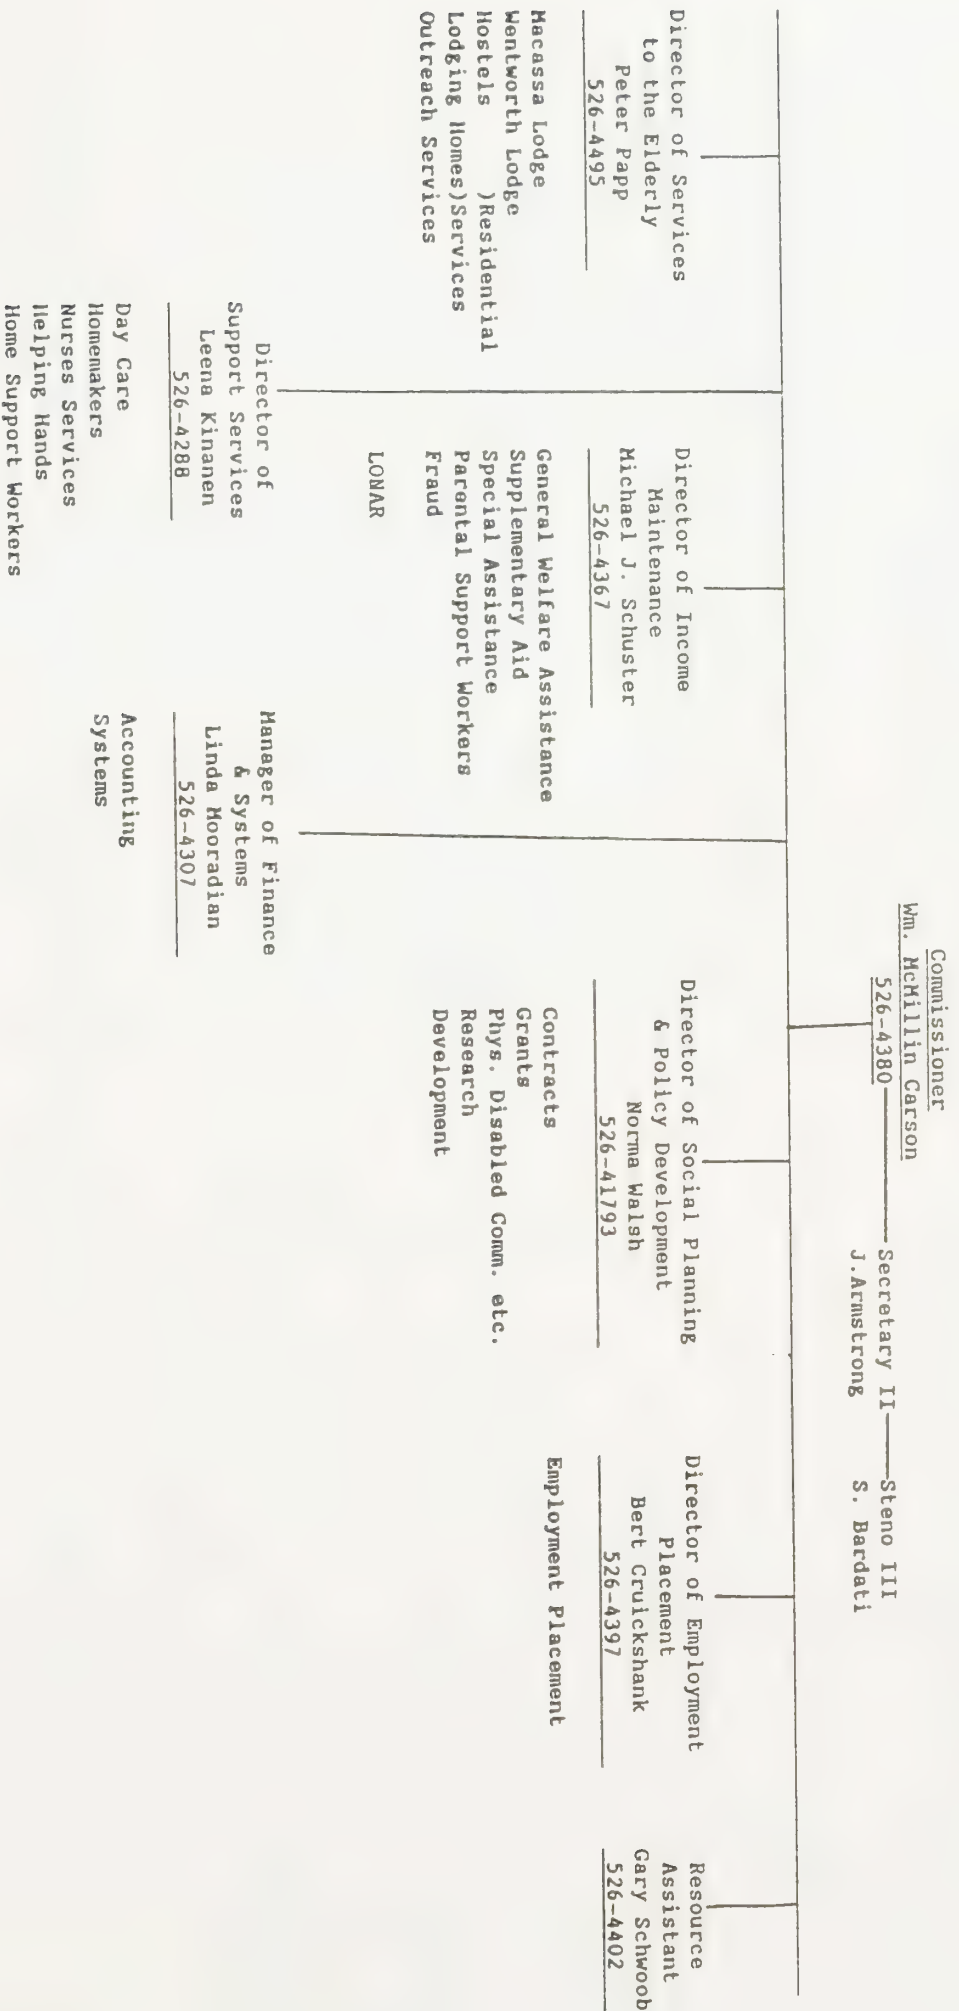 Commissioner
Wm. McMillin Carson
526-4380
Secretary II
J.Armstrong
Steno III
S. Bardati
Director of Services
to the Elderly
Peter Papp
526-4495
Macassa Lodge
Wentworth Lodge
Hostels )Residential
Lodging Homes)Services
Outreach Services
Director of
Support Services
Leena Kinanen
526-4288
Day Care
Homemakers
Nurses Services
Helping Hands
Home Support Workers
Director of Income
Maintenance
Michael J. Schuster
526-4367
General Welfare Assistance
Supplementary Aid
Special Assistance
Parental Support Workers
Fraud
LONAR
Manager of Finance
& Systems
Linda Mooradian
526-4307
Accounting
Systems
Director of Social Planning
& Policy Development
Norma Walsh
526-41793
Contracts
Grants
Phys. Disabled Comm. etc.
Research
Development
Director of Employment
Placement
Bert Cruickshank
526-4397
Employment Placement
Resource
Assistant
Gary Schwoob
526-4402